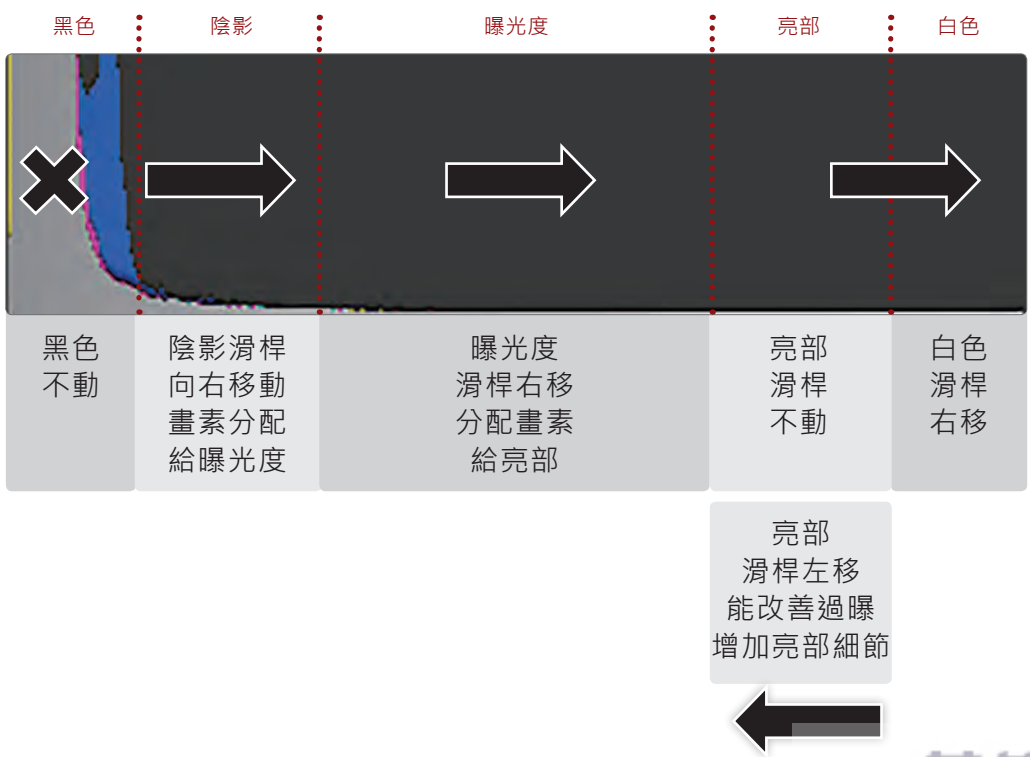 黑色 陰影 曝光度 亮部 白色
黑色
不動
陰影滑桿
向右移動
畫素分配
給曝光度
曝光度
滑桿右移
分配畫素
給亮部
亮部
滑桿
不動
白色
滑桿
右移
亮部
滑桿左移
能改善過曝
增加亮部細節